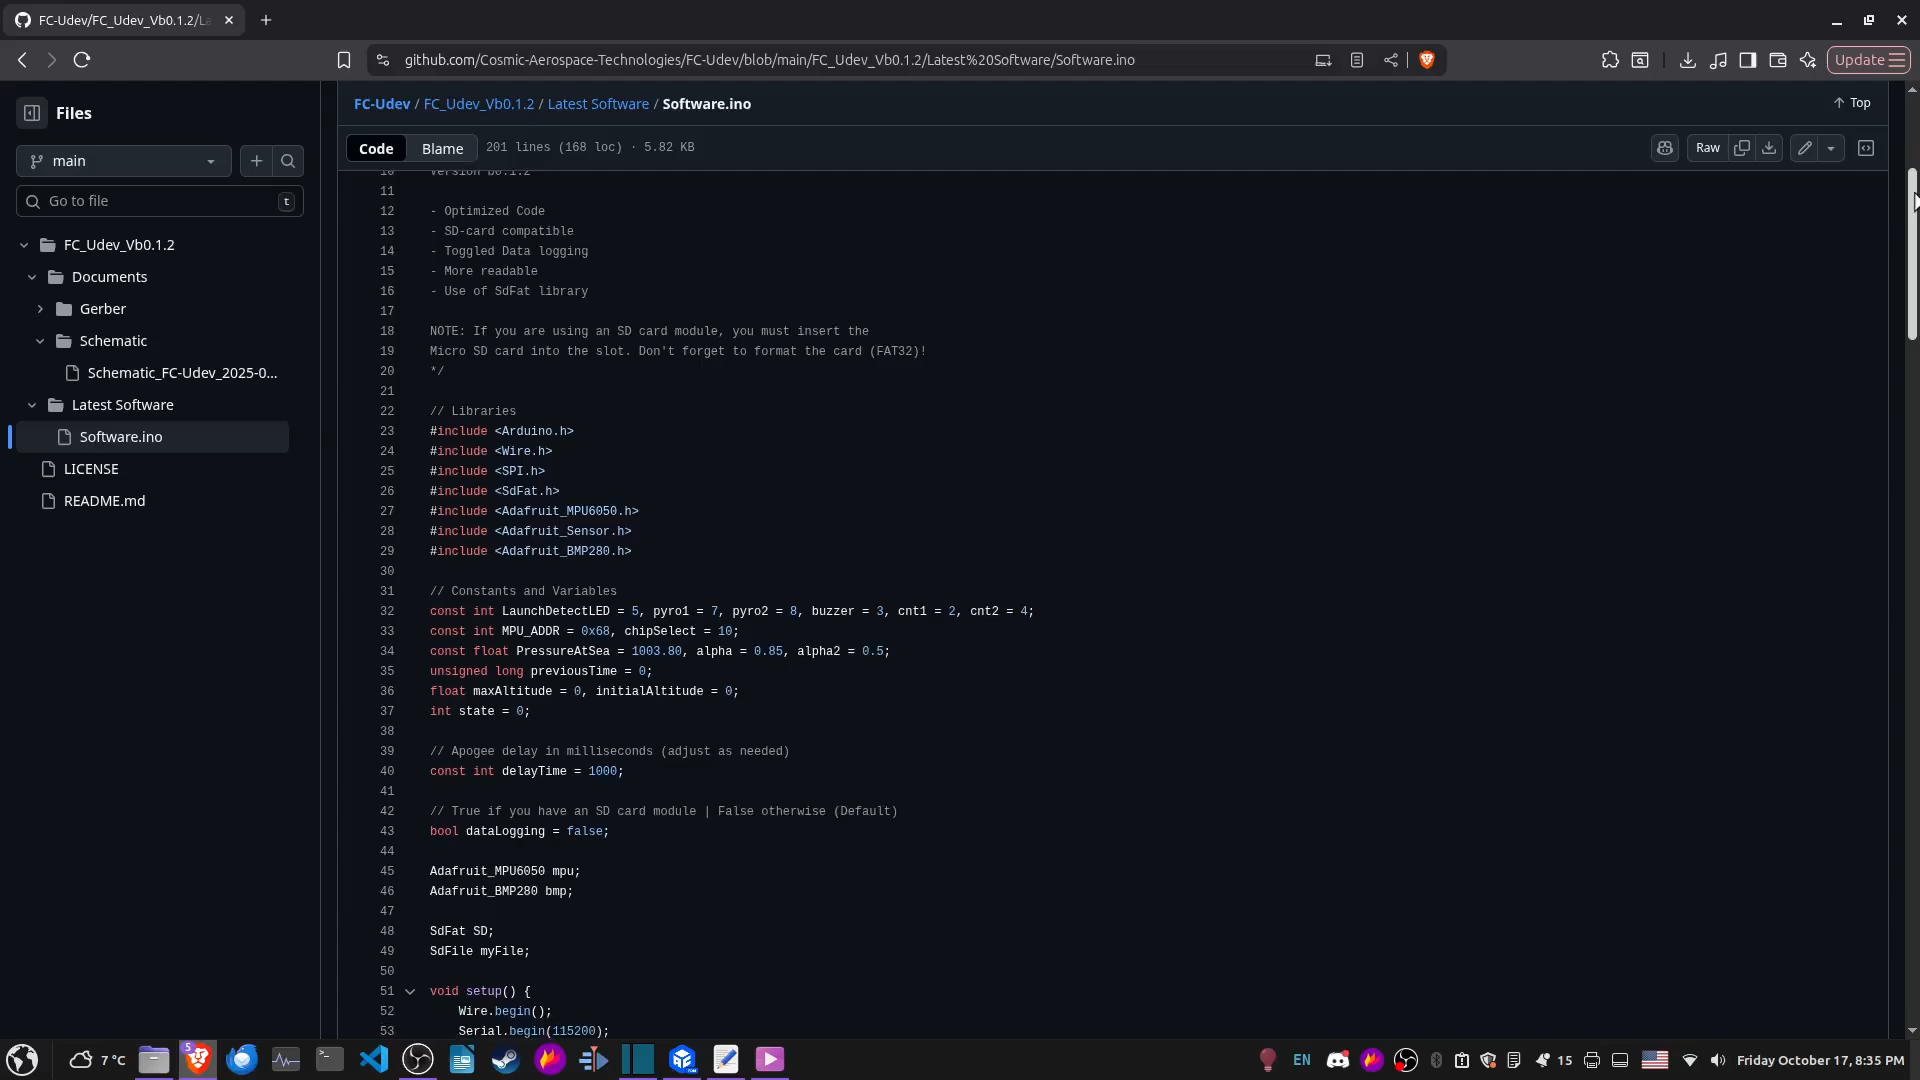 FC-Udev/FC_Udev_Vb0.1.2/La
github.com/Cosmic-Aerospace-Technologies/FC-Udev/blob/main/FC_Udev_Vb0.1.2/Latest%20Software/Software.ino
Update
Files
main
Go to file
t
FC_Udev_Vb0.1.2
Documents
Gerber
Schematic
Schematic_FC-Udev_2025-0...
Latest Software
Software.ino
LICENSE
README.md
FC-Udev / FC_Udev_Vb0.1.2 / Latest Software / Software.ino
Top
Code Blame 201 lines (168 loc) · 5.82 KB
Raw
10 Version b0.1.2
11
12 - Optimized Code
13 - SD-card compatible
14 - Toggled Data logging
15 - More readable
16 - Use of SdFat library
17
18 NOTE: If you are using an SD card module, you must insert the
19 Micro SD card into the slot. Don't forget to format the card (FAT32)!
20 */
21
22 // Libraries
23 #include <Arduino.h>
24 #include <Wire.h>
25 #include <SPI.h>
26 #include <SdFat.h>
27 #include <Adafruit_MPU6050.h>
28 #include <Adafruit_Sensor.h>
29 #include <Adafruit_BMP280.h>
30
31 // Constants and Variables
32 const int LaunchDetectLED = 5, pyro1 = 7, pyro2 = 8, buzzer = 3, cnt1 = 2, cnt2 = 4;
33 const int MPU_ADDR = 0x68, chipSelect = 10;
34 const float PressureAtSea = 1003.80, alpha = 0.85, alpha2 = 0.5;
35 unsigned long previousTime = 0;
36 float maxAltitude = 0, initialAltitude = 0;
37 int state = 0;
38
39 // Apogee delay in milliseconds (adjust as needed)
40 const int delayTime = 1000;
41
42 // True if you have an SD card module | False otherwise (Default)
43 bool dataLogging = false;
44
45 Adafruit_MPU6050 mpu;
46 Adafruit_BMP280 bmp;
47
48 SdFat SD;
49 SdFile myFile;
50
51 void setup() {
52 Wire.begin();
53 Serial.begin(115200);
7 °C
5
EN
15
Friday October 17, 8:35 PM